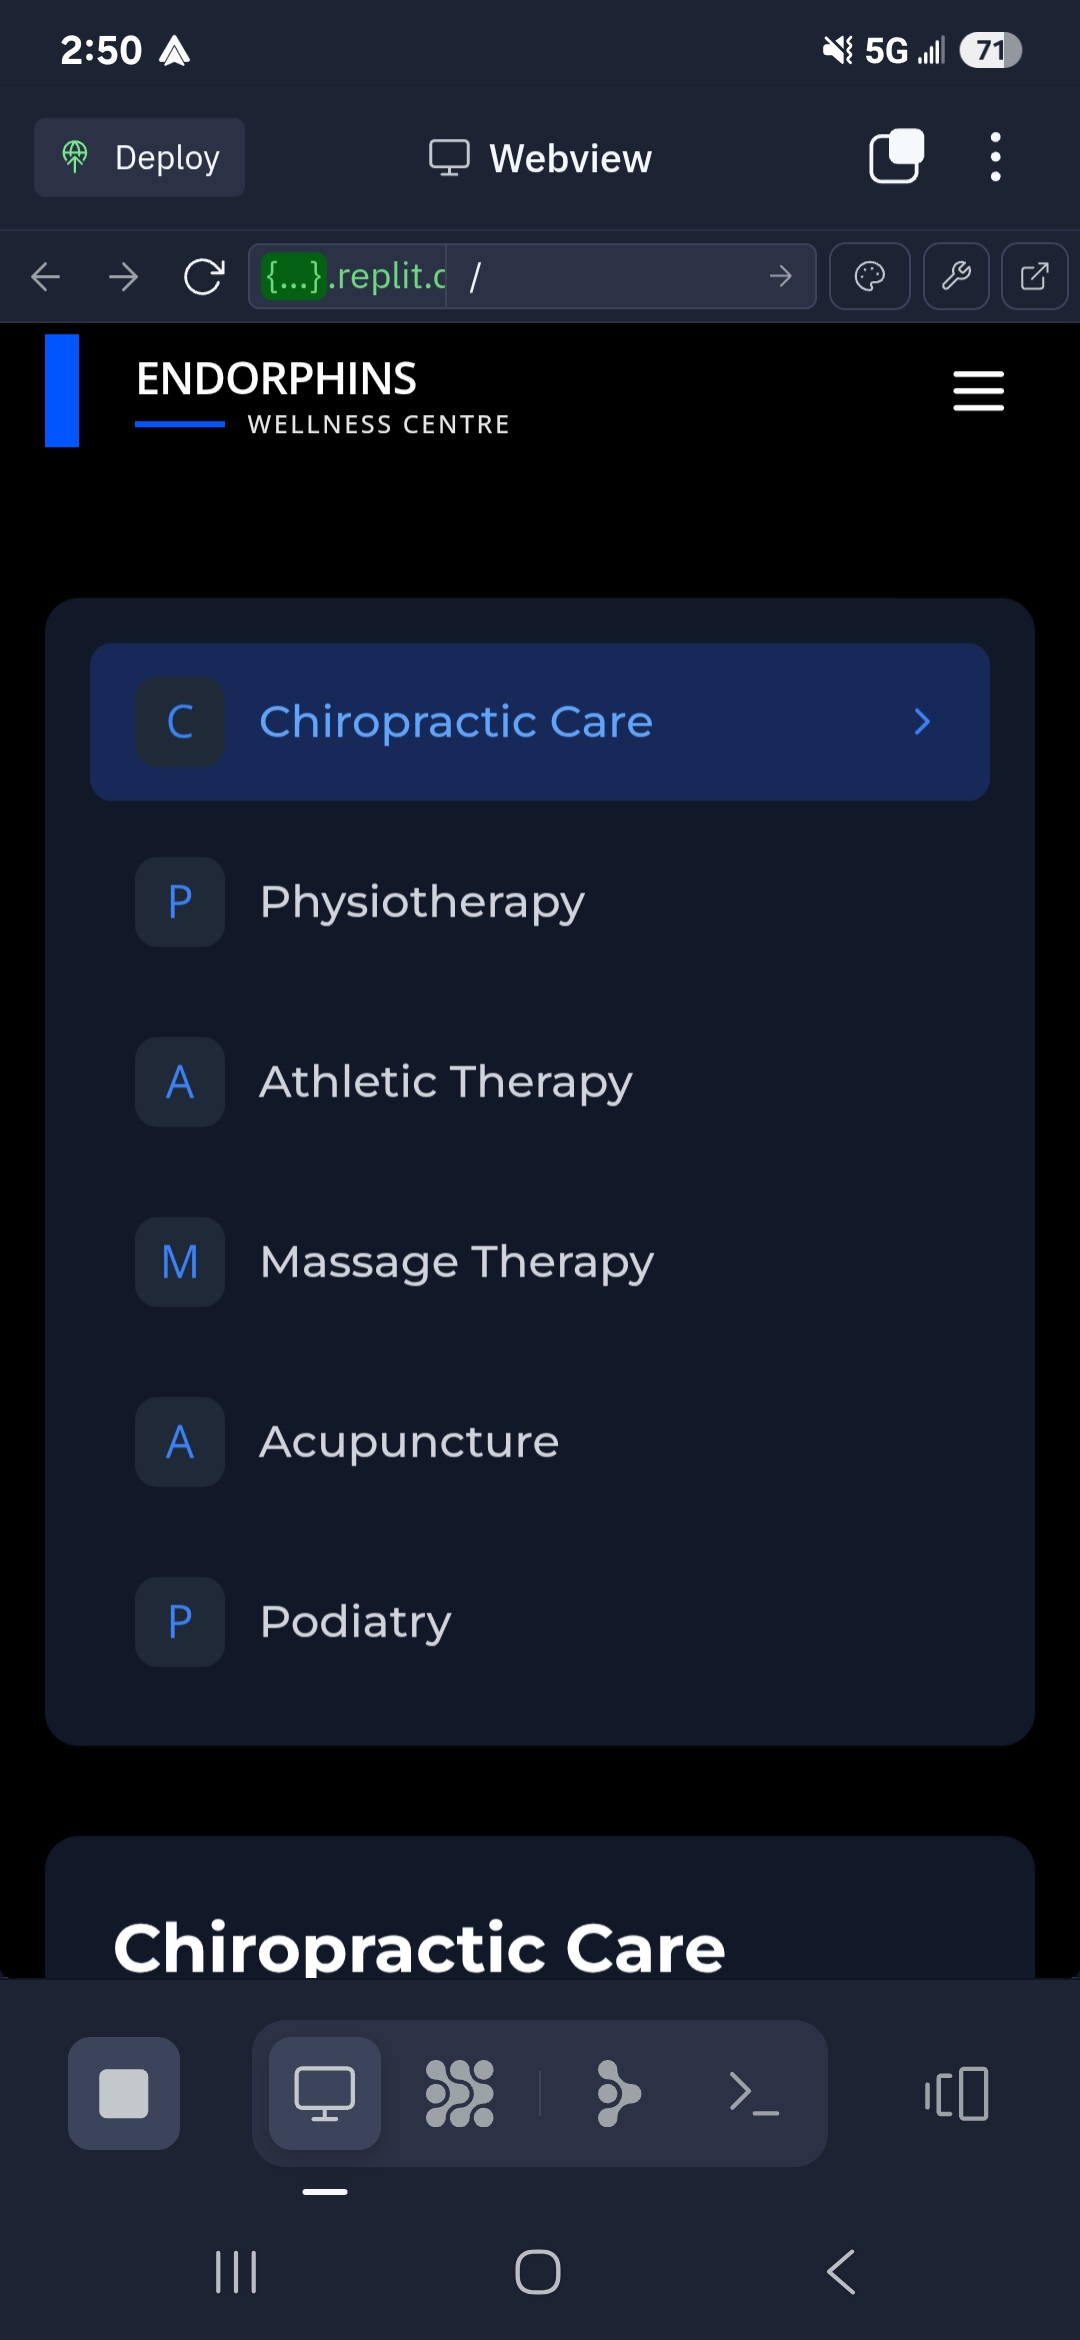 2:50
5G
71
Deploy
Webview
{...}.replit.c
/
ENDORPHINS
WELLNESS CENTRE
C
Chiropractic Care
P
Physiotherapy
A
Athletic Therapy
M
Massage Therapy
A
Acupuncture
P
Podiatry
Chiropractic Care